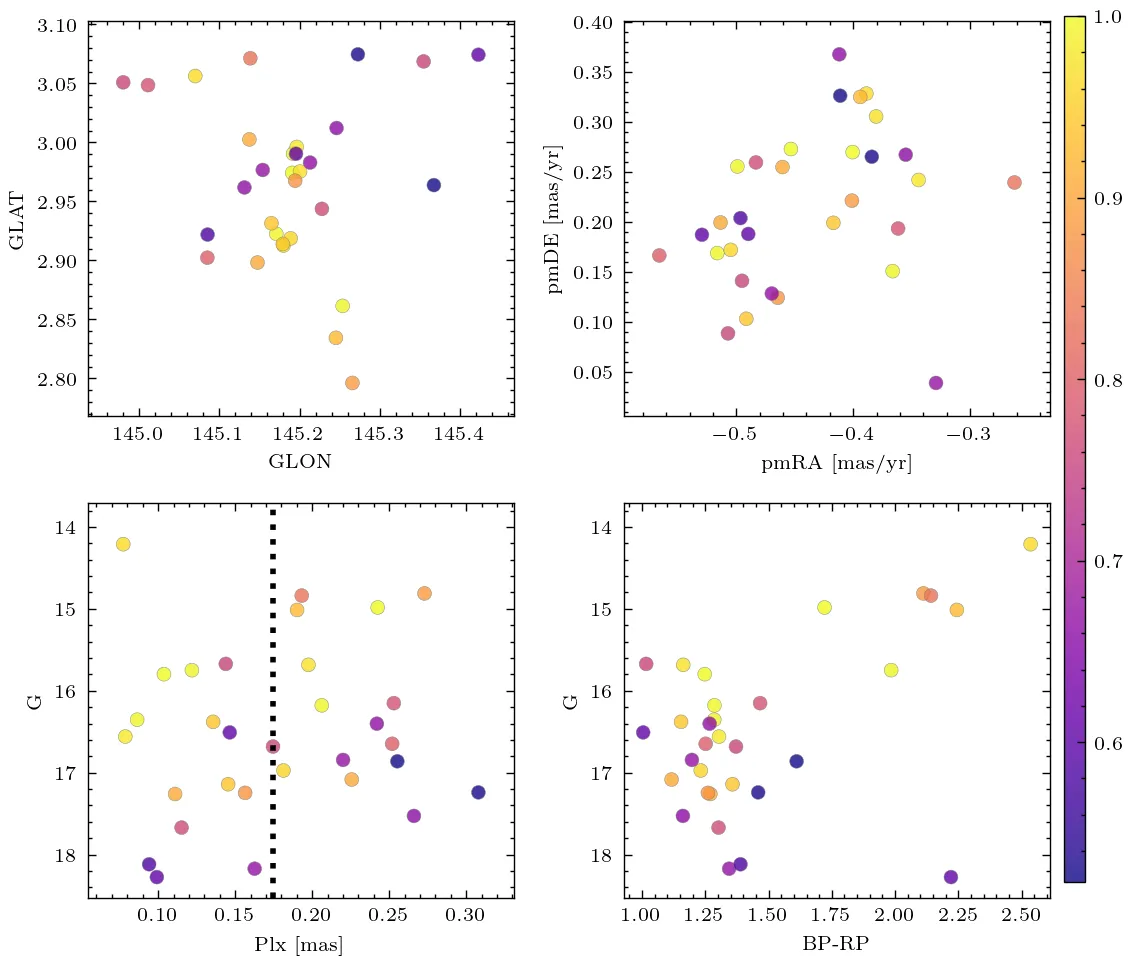 3.10
3.05
3.00
2.95
2.90
2.85
2.80
GLAT
145.0 145.1 145.2 145.3 145.4
GLON
0.40
0.35
0.30
0.25
0.20
0.15
0.10
0.05
pmDE [mas/yr]
−0.5 −0.4 −0.3
pmRA [mas/yr]
14
15
16
17
18
G
0.10 0.15 0.20 0.25 0.30
Plx [mas]
14
15
16
17
18
G
1.00 1.25 1.50 1.75 2.00 2.25 2.50
BP-RP
1.0
0.9
0.8
0.7
0.6